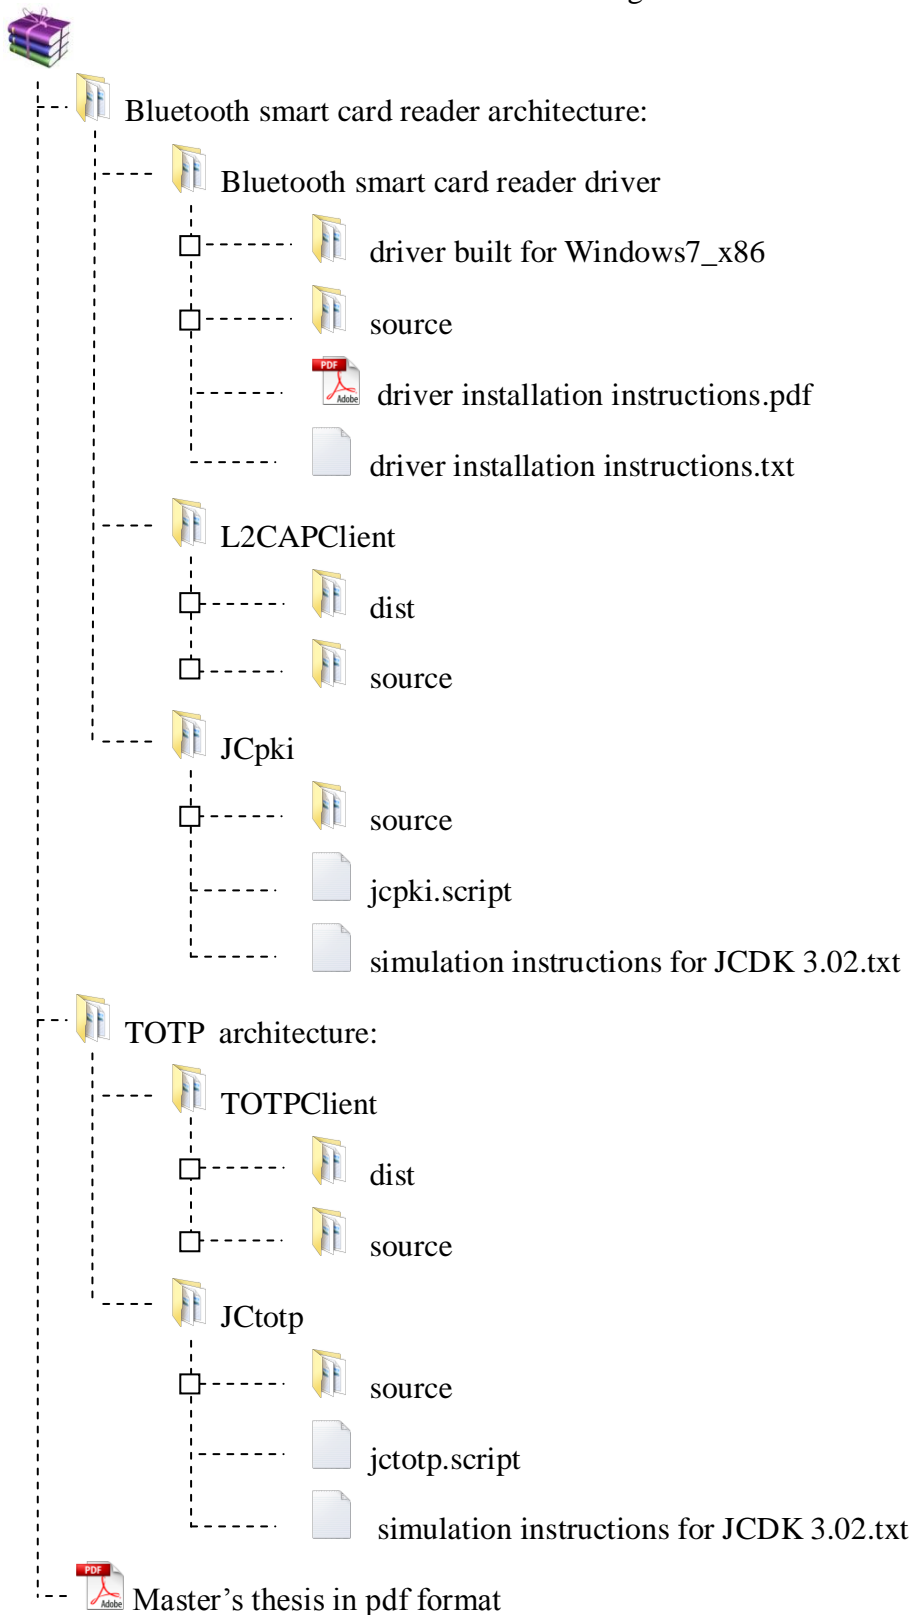 Bluetooth smart card reader architecture:
Bluetooth smart card reader driver
driver built for Windows7_x86
source
PDF
Adobe
driver installation instructions.pdf
driver installation instructions.txt
L2CAPClient
dist
source
JCpki
source
jcpki.script
simulation instructions for JCDK 3.02.txt
TOTP architecture:
TOTPClient
dist
source
JCtotp
source
jctotp.script
simulation instructions for JCDK 3.02.txt
PDF
Adobe
Master’s thesis in pdf format